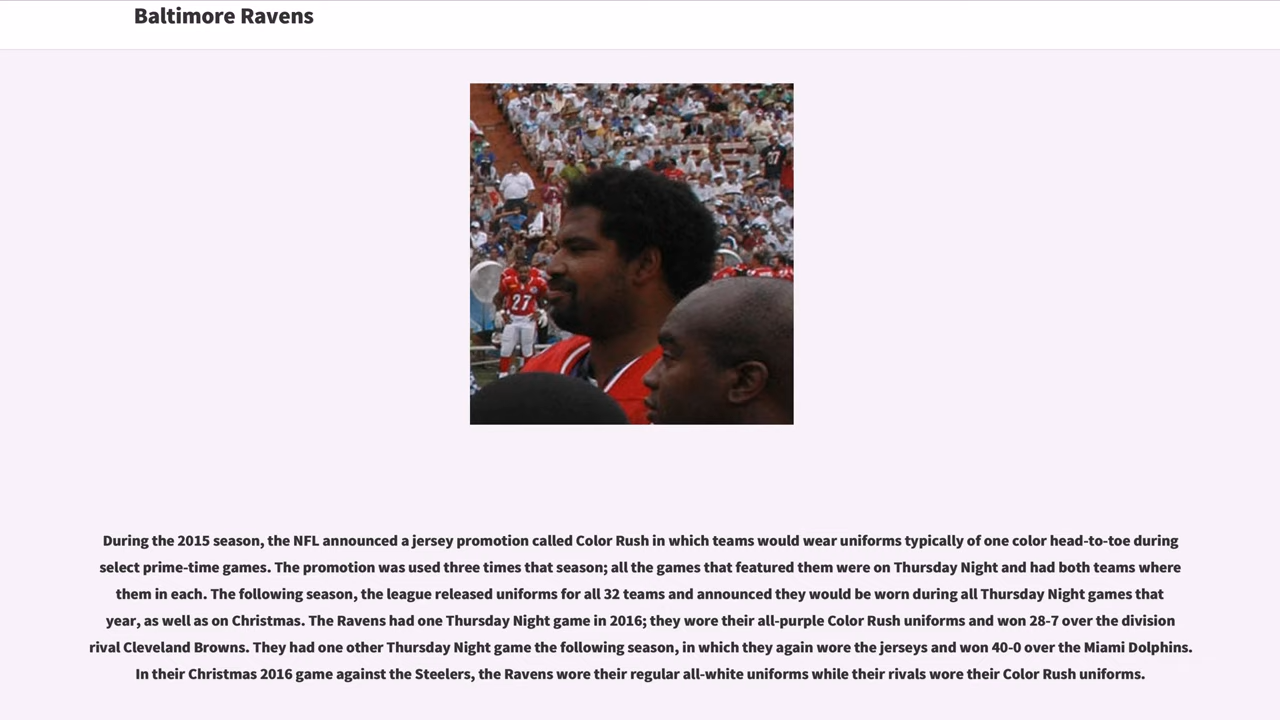 Baltimore Ravens
27
During the 2015 season, the NFL announced a jersey promotion called Color Rush in which teams would wear uniforms typically of one color head-to-toe during
select prime-time games. The promotion was used three times that season; all the games that featured them were on Thursday Night and had both teams where
them in each. The following season, the league released uniforms for all 32 teams and announced they would be worn during all Thursday Night games that
year, as well as on Christmas. The Ravens had one Thursday Night game in 2016; they wore their all-purple Color Rush uniforms and won 28-7 over the division
rival Cleveland Browns. They had one other Thursday Night game the following season, in which they again wore the jerseys and won 40-0 over the Miami Dolphins.
In their Christmas 2016 game against the Steelers, the Ravens wore their regular all-white uniforms while their rivals wore their Color Rush uniforms.